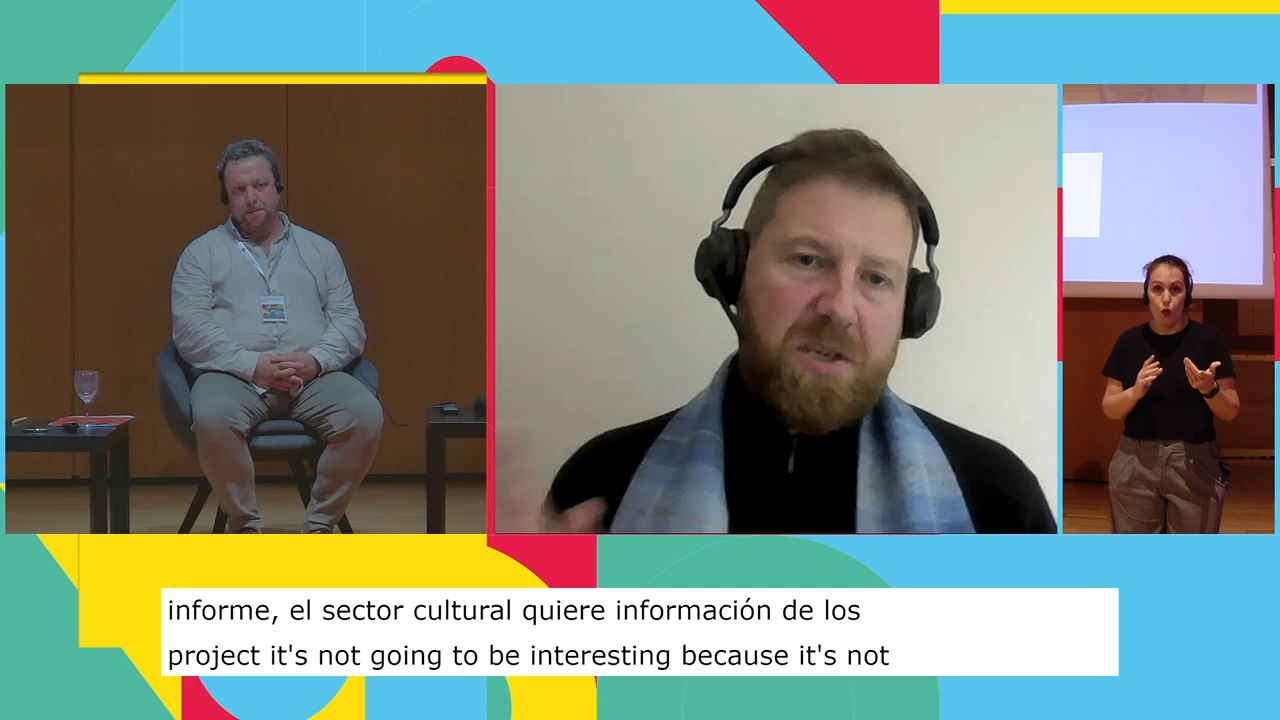 informe, el sector cultural quiere información de los
project it's not going to be interesting because it's not